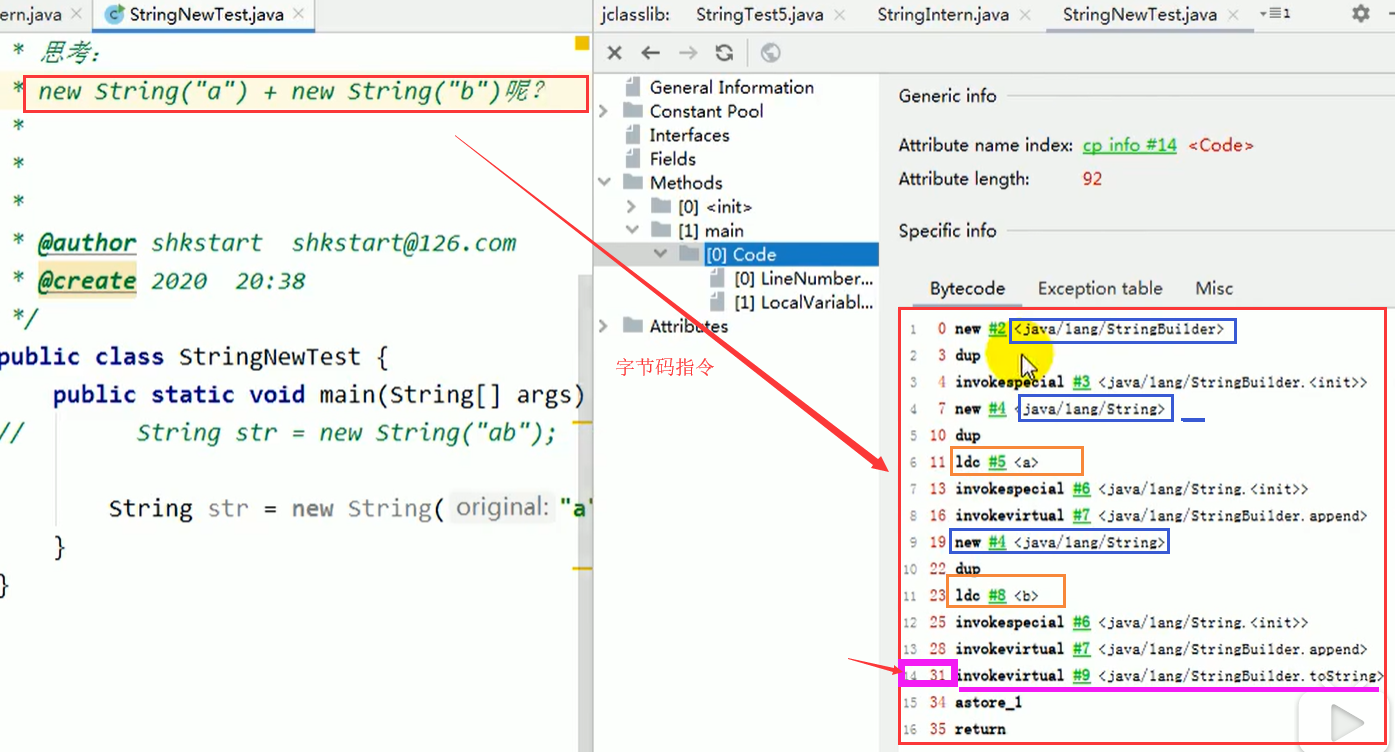 ern.java
StringNewTest.java
* 思考:
* new String("a") + new String("b")呢?
*
*
*
* @author shkstart shkstart@126.com
* @create 2020 20:38
*/
public class StringNewTest {
public static void main(String[] args)
// String str = new String("ab");
String str = new String( original: "a"
}
}
jclasslib: StringTest5.java StringIntern.java StringNewTest.java 1
General Information
Constant Pool
Interfaces
Fields
Methods
[0] <init>
[1] main
[0] Code
[0] LineNumber...
[1] LocalVariabl...
Attributes
字节码指令
Generic info
Attribute name index: cp info #14 <Code>
Attribute length: 92
Specific info
Bytecode Exception table Misc
1 0 new #2 <java/lang/StringBuilder>
2 3 dup
3 4 invokespecial #3 <java/lang/StringBuilder.<init>>
4 7 new #4 <java/lang/String>
5 10 dup
6 11 ldc #5 <a>
7 13 invokespecial #6 <java/lang/String.<init>>
8 16 invokevirtual #7 <java/lang/StringBuilder.append>
9 19 new #4 <java/lang/String>
10 22 dup
11 23 ldc #8 <b>
12 25 invokespecial #6 <java/lang/String.<init>>
13 28 invokevirtual #7 <java/lang/StringBuilder.append>
14 31 invokevirtual #9 <java/lang/StringBuilder.toString>
15 34 astore_1
16 35 return